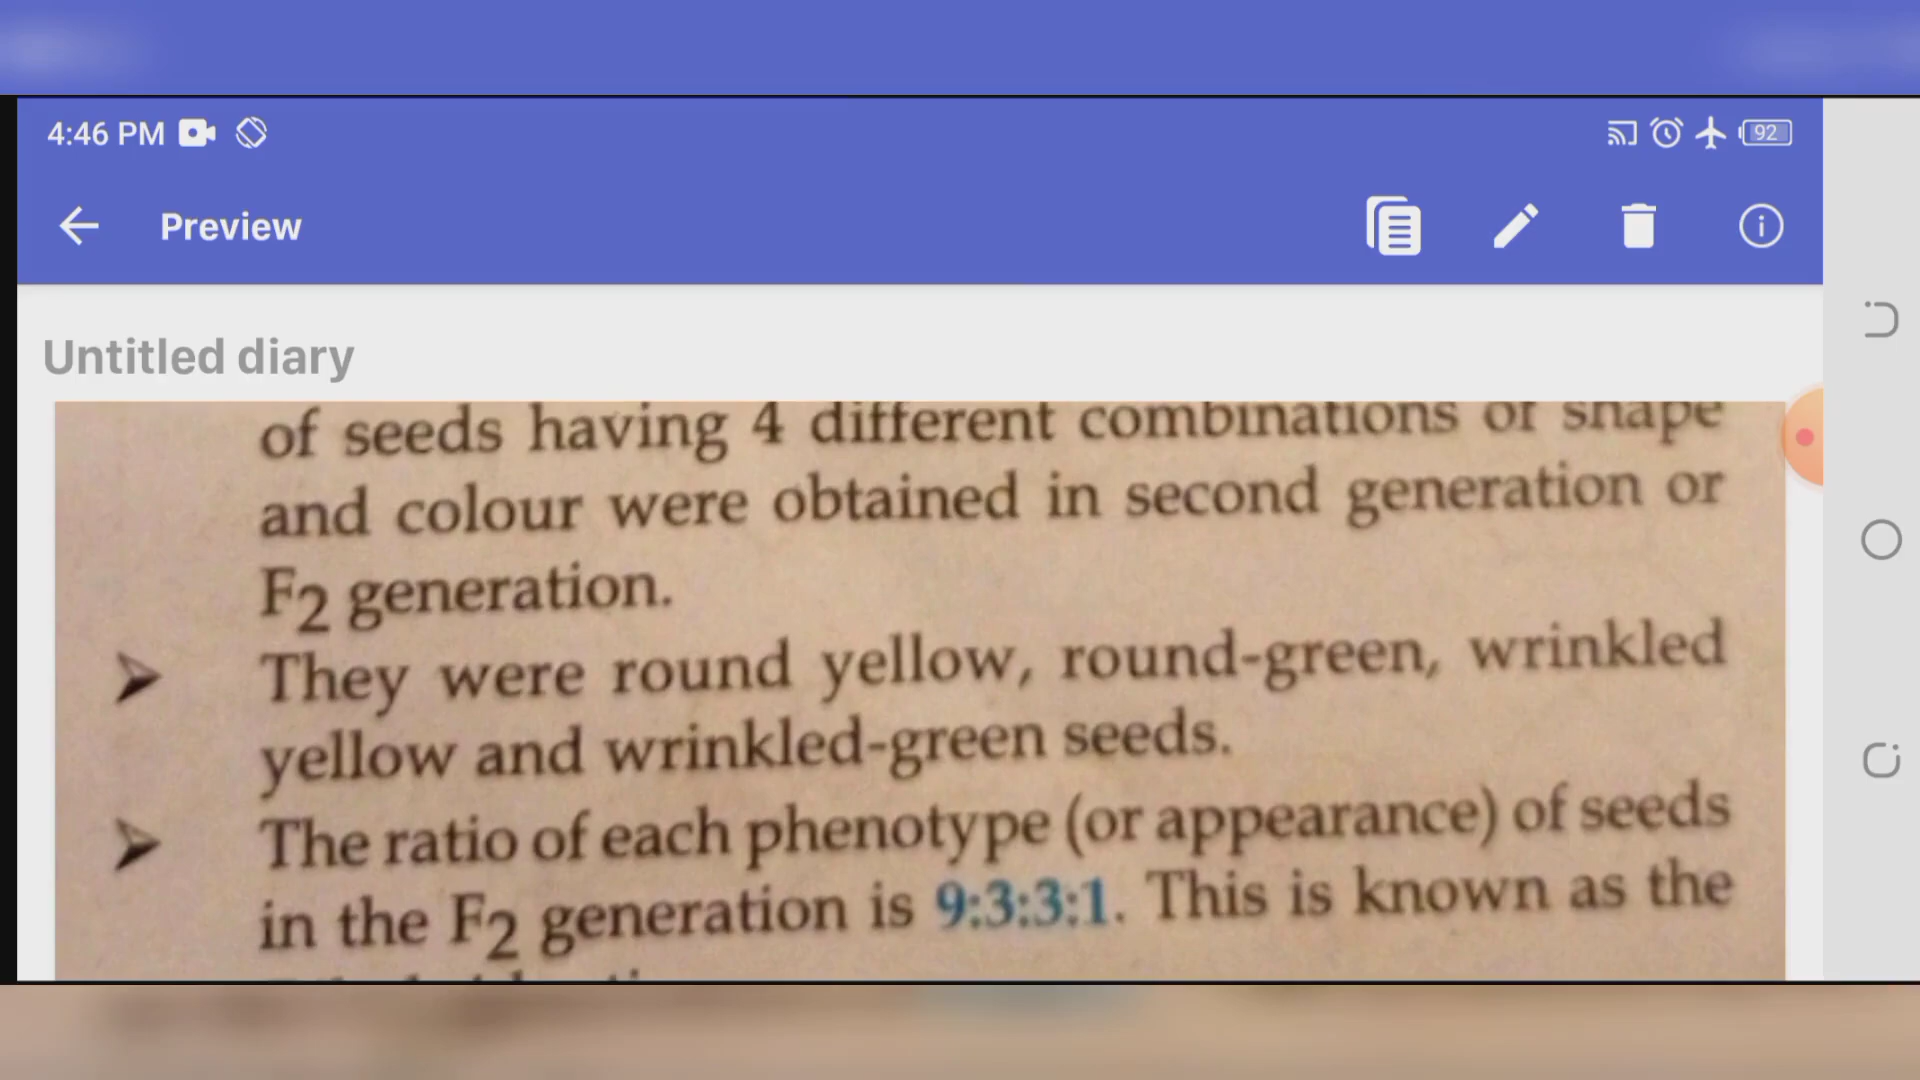 4:46 PM
92
Preview
Untitled diary
of seeds having 4 different combinations of shape
and colour were obtained in second generation or
F2 generation.
➤ They were round yellow, round-green, wrinkled
yellow and wrinkled-green seeds.
➤ The ratio of each phenotype (or appearance) of seeds
in the F2 generation is 9:3:3:1. This is known as the